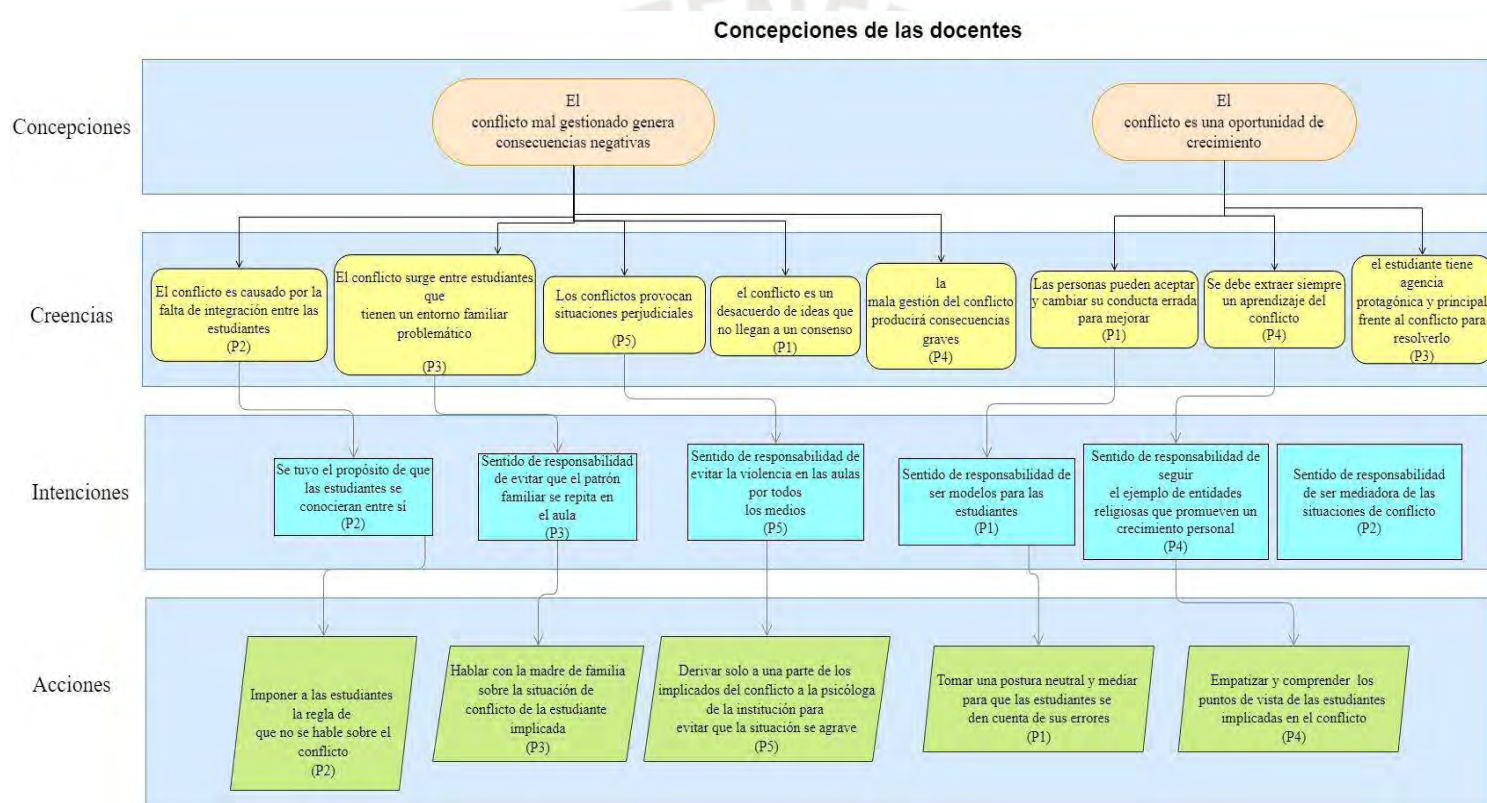 Concepciones de las docentes
Concepciones
El
conflicto mal gestionado genera
consecuencias negativas
El
conflicto es una oportunidad de
crecimiento
Creencias
El conflicto es causado por la
falta de integración entre las
estudiantes
(P2)
El conflicto surge entre estudiantes
que
tienen un entorno familiar
problemático
(P3)
Los conflictos provocan
situaciones perjudiciales
(P5)
el conflicto es un
desacuerdo de ideas que
no llegan a un consenso
(P1)
la
mala gestión del conflicto
producirá consecuencias
graves
(P4)
Las personas pueden aceptar
y cambiar su conducta errada
para mejorar
(P1)
Se debe extraer siempre
un aprendizaje del
conflicto
(P4)
el estudiante tiene
agencia
protagónica y principal
frente al conflicto para
resolverlo
(P3)
Intenciones
Se tuvo el propósito de que
las estudiantes se
conocieran entre sí
(P2)
Sentido de responsabilidad
de evitar que el patrón
familiar se repita en
el aula
(P3)
Sentido de responsabilidad de
evitar la violencia en las aulas
por todos
los medios
(P5)
Sentido de responsabilidad de
ser modelos para las
estudiantes
(P1)
Sentido de responsabilidad de
seguir
el ejemplo de entidades
religiosas que promueven un
crecimiento personal
(P4)
Sentido de responsabilidad
de ser mediadora de las
situaciones de conflicto
(P2)
Acciones
Imponer a las estudiantes
la regla de
que no se hable sobre el
conflicto
(P2)
Hablar con la madre de familia
sobre la situación de
conflicto de la estudiante
implicada
(P3)
Derivar solo a una parte de los
implicados del conflicto a la psicóloga
de la institución para
evitar que la situación se agrave
(P5)
Tomar una postura neutral y mediar
para que las estudiantes se
den cuenta de sus errores
(P1)
Empatizar y comprender los
puntos de vista de las estudiantes
implicadas en el conflicto
(P4)